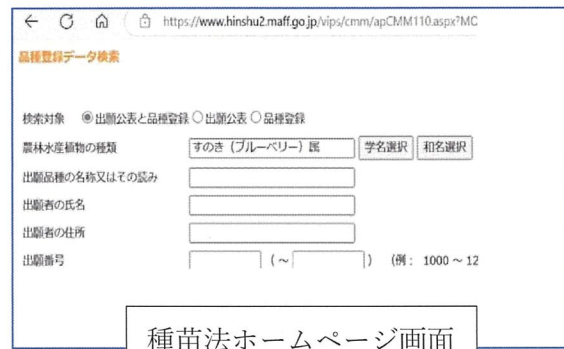 https://www.hinshu2.maff.go.jp/vips/cmm/apCMM110.aspx?MC
品種登録データ検索
検索対象 ◉出願公表と品種登録 ○出願公表 ○品種登録
農林水産植物の種類 すのき（ブルーベリー）属 学名選択 和名選択
出願品種の名称又はその読み
出願者の氏名
出願者の住所
出願番号 (～ ) (例： 1000 ～ 12
種苗法ホームページ画面